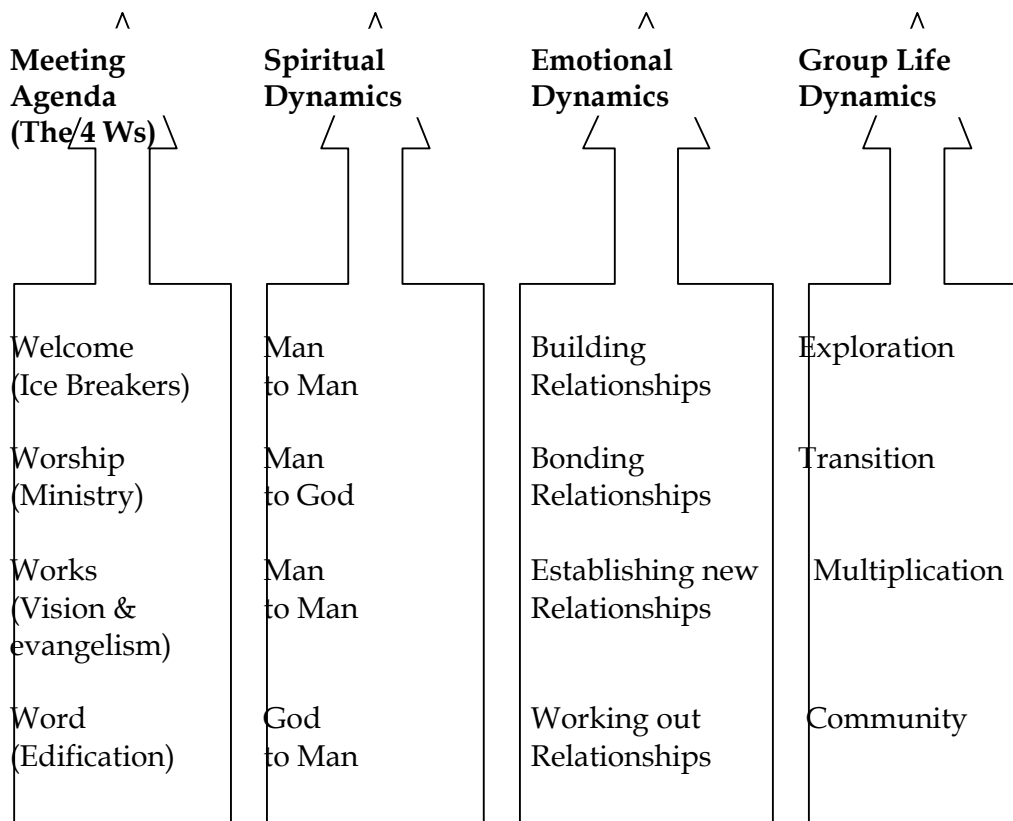 Meeting
Agenda
(The 4 Ws)
Spiritual
Dynamics
Emotional
Dynamics
Group Life
Dynamics
Welcome
(Ice Breakers)
Man
to Man
Building
Relationships
Exploration
Worship
(Ministry)
Man
to God
Bonding
Relationships
Transition
Works
(Vision &
evangelism)
Man
to Man
Establishing new
Relationships
Multiplication
Word
(Edification)
God
to Man
Working out
Relationships
Community